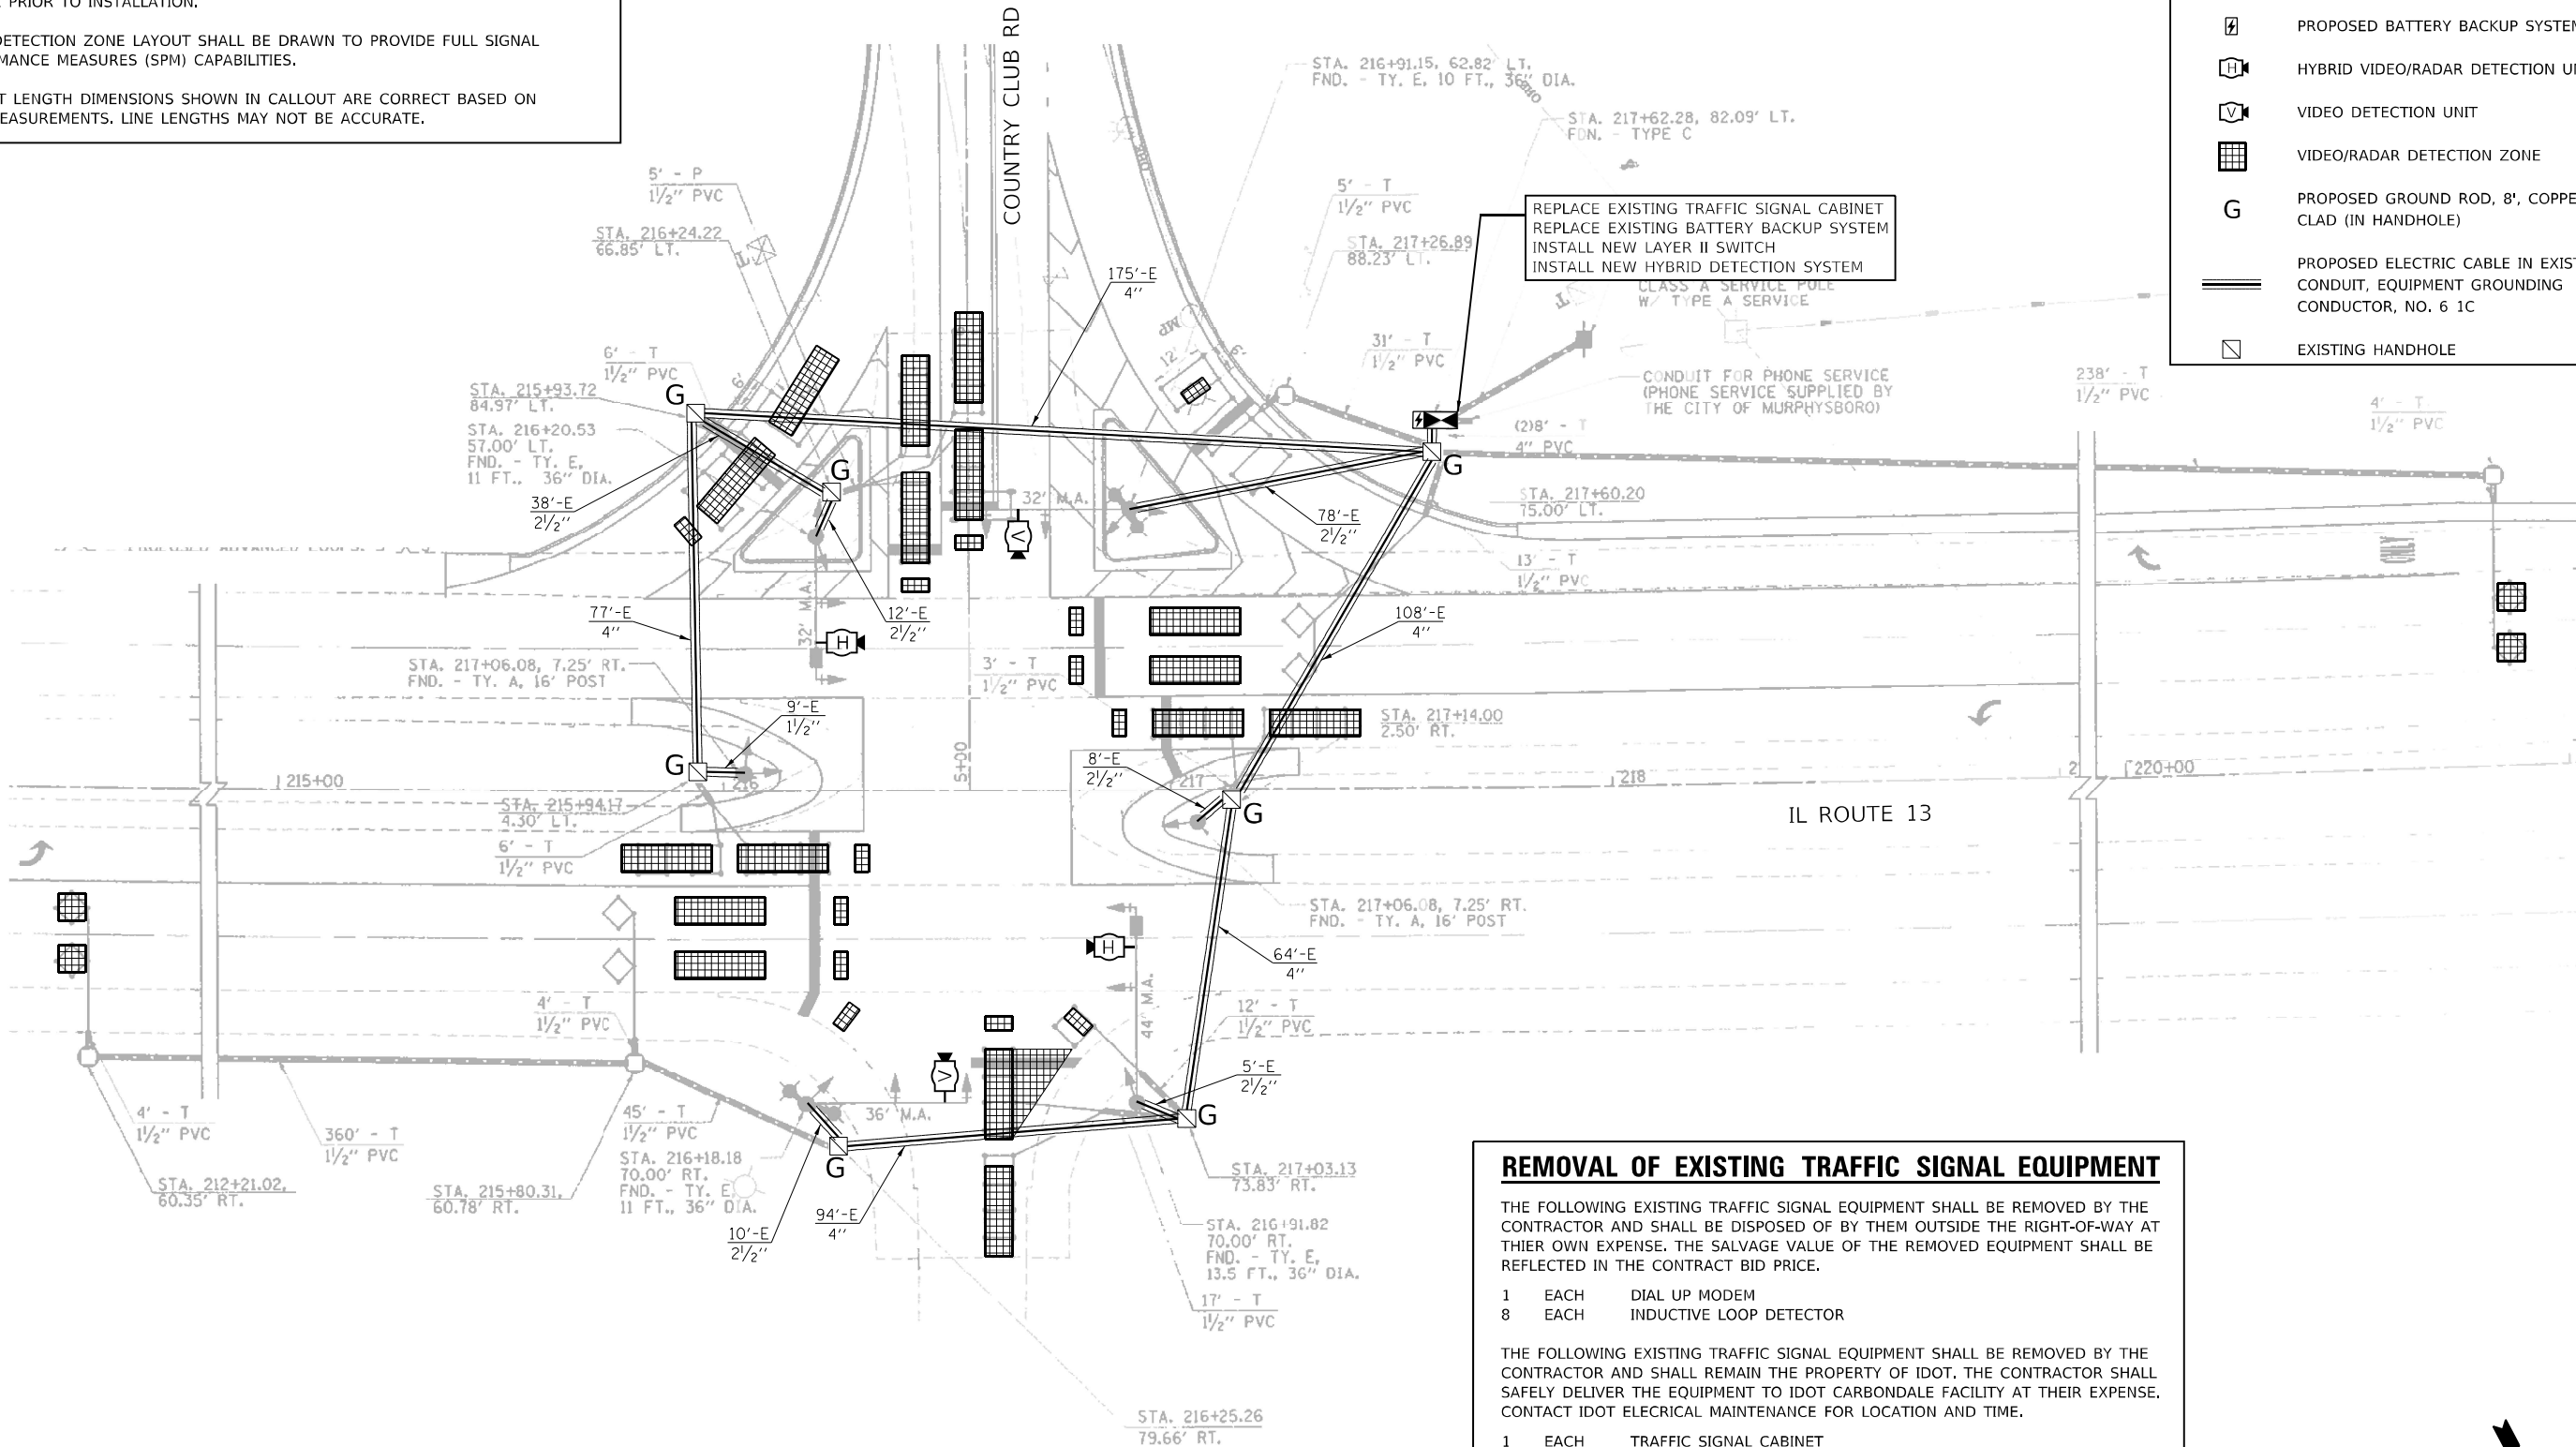 PRIOR TO INSTALLATION.
DETECTION ZONE LAYOUT SHALL BE DRAWN TO PROVIDE FULL SIGNAL
MANCE MEASURES (SPM) CAPABILITIES.
T LENGTH DIMENSIONS SHOWN IN CALLOUT ARE CORRECT BASED ON
EASUREMENTS. LINE LENGTHS MAY NOT BE ACCURATE.
COUNTRY CLUB RD
STA. 216+91.15, 62.82' LT.
FND. - TY. E, 10 FT., 36" DIA.
STA. 217+62.28, 82.09' LT.
FDN. - TYPE C
PROPOSED BATTERY BACKUP SYSTEM
H HYBRID VIDEO/RADAR DETECTION UN
V VIDEO DETECTION UNIT
VIDEO/RADAR DETECTION ZONE
G PROPOSED GROUND ROD, 8', COPPE
CLAD (IN HANDHOLE)
PROPOSED ELECTRIC CABLE IN EXIST
CONDUIT, EQUIPMENT GROUNDING
CONDUCTOR, NO. 6 1C
EXISTING HANDHOLE
5' - P
1½" PVC
STA. 216+24.22
66.85' LT.
5' - T
1½" PVC
STA. 217+26.89
88.23' LT.
REPLACE EXISTING TRAFFIC SIGNAL CABINET
REPLACE EXISTING BATTERY BACKUP SYSTEM
INSTALL NEW LAYER II SWITCH
INSTALL NEW HYBRID DETECTION SYSTEM
CLASS A SERVICE POLE
W/ TYPE A SERVICE
175'-E
4"
MP
12'
6'
31' - T
1½" PVC
6' - T
1½" PVC
STA. 215+93.72
84.97' LT.
STA. 216+20.53
57.00' LT.
FND. - TY. E,
11 FT., 36" DIA.
38'-E
2½"
G
G
CONDUIT FOR PHONE SERVICE
(PHONE SERVICE SUPPLIED BY
THE CITY OF MURPHYSBORO)
238' - T
1½" PVC
4' - T
1½" PVC
(2)8' - T
4" PVC
G
STA. 217+60.20
75.00' LT.
32' M.A.
V
78'-E
2½"
13' - T
1½" PVC
77'-E
4"
32' M.A.
12'-E
2½"
H
108'-E
4"
STA. 217+06.08, 7.25' RT.
FND. - TY. A, 16' POST
3' - T
1½" PVC
9'-E
1½"
STA. 217+14.00
2.50' RT.
G
5+00
8'-E
2½"
215+00
216
217
218
220+00
G
IL ROUTE 13
STA. 215+94.17
4.30' LT.
6' - T
1½" PVC
STA. 217+06.08, 7.25' RT.
FND. - TY. A, 16' POST
H
64'-E
4"
44' M.A.
4' - T
1½" PVC
12' - T
1½" PVC
V
5'-E
2½"
36' M.A.
G
4' - T
1½" PVC
360' - T
1½" PVC
45' - T
1½" PVC
G
STA. 216+18.18
70.00' RT.
FND. - TY. E,
11 FT., 36" DIA.
STA. 212+21.02,
60.35' RT.
STA. 215+80.31,
60.78' RT.
10'-E
2½"
94'-E
4"
STA. 217+03.13
73.83' RT.
STA. 216+91.82
70.00' RT.
FND. - TY. E,
13.5 FT., 36" DIA.
17' - T
1½" PVC
STA. 216+25.26
79.66' RT.
REMOVAL OF EXISTING TRAFFIC SIGNAL EQUIPMENT
THE FOLLOWING EXISTING TRAFFIC SIGNAL EQUIPMENT SHALL BE REMOVED BY THE
CONTRACTOR AND SHALL BE DISPOSED OF BY THEM OUTSIDE THE RIGHT-OF-WAY AT
THIER OWN EXPENSE. THE SALVAGE VALUE OF THE REMOVED EQUIPMENT SHALL BE
REFLECTED IN THE CONTRACT BID PRICE.
1 EACH DIAL UP MODEM
8 EACH INDUCTIVE LOOP DETECTOR
THE FOLLOWING EXISTING TRAFFIC SIGNAL EQUIPMENT SHALL BE REMOVED BY THE
CONTRACTOR AND SHALL REMAIN THE PROPERTY OF IDOT. THE CONTRACTOR SHALL
SAFELY DELIVER THE EQUIPMENT TO IDOT CARBONDALE FACILITY AT THEIR EXPENSE.
CONTACT IDOT ELECRICAL MAINTENANCE FOR LOCATION AND TIME.
1 EACH TRAFFIC SIGNAL CABINET